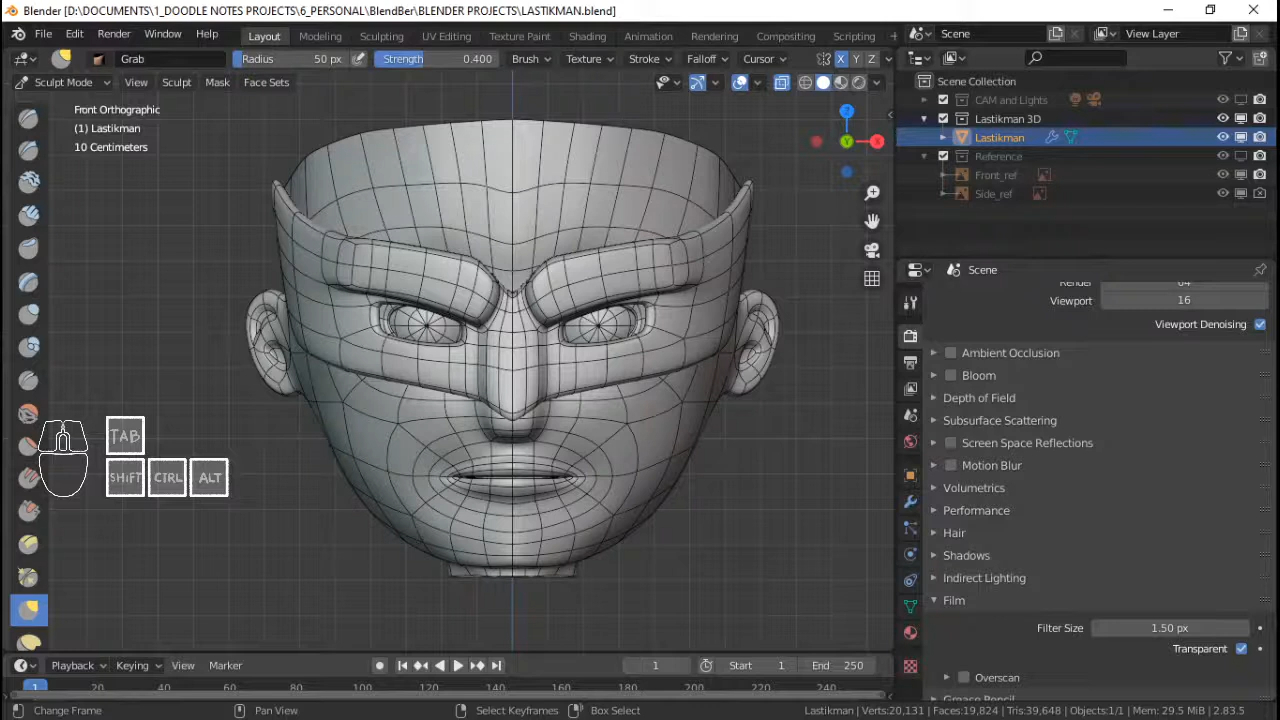 Blender [D:\DOCUMENTS\1_DOODLE NOTES PROJECTS\6_PERSONAL\BlendBer\BLENDER PROJECTS\LASTIKMAN.blend]
File Edit Render Window Help Layout Modeling Sculpting UV Editing Texture Paint Shading Animation Rendering Compositing Scripting Scene View Layer
Grab Radius 50 px Strength 0.400 Brush Texture Stroke Falloff Cursor X Y Z
Sculpt Mode View Sculpt Mask Face Sets
Scene Collection
CAM and Lights
Lastikman 3D
Lastikman
Reference
Front_ref
Side_ref
Front Orthographic
(1) Lastikman
10 Centimeters
X
Y
Z
TAB
SHIFT CTRL ALT
Scene
Render 64
Viewport 16
Viewport Denoising
Ambient Occlusion
Bloom
Depth of Field
Subsurface Scattering
Screen Space Reflections
Motion Blur
Volumetrics
Performance
Hair
Shadows
Indirect Lighting
Film
Filter Size 1.50 px
Transparent
Overscan
Grease Pencil
Playback Keying View Marker 1 Start 1 End 250
1 20 40 60 80 100 120 140 160 180 200 220 240
Change Frame Pan View Select Keyframes Box Select Lastikman | Verts:20,131 | Faces:19,824 | Tris:39,648 | Objects:1/1 | Mem: 29.5 MiB | 2.83.5